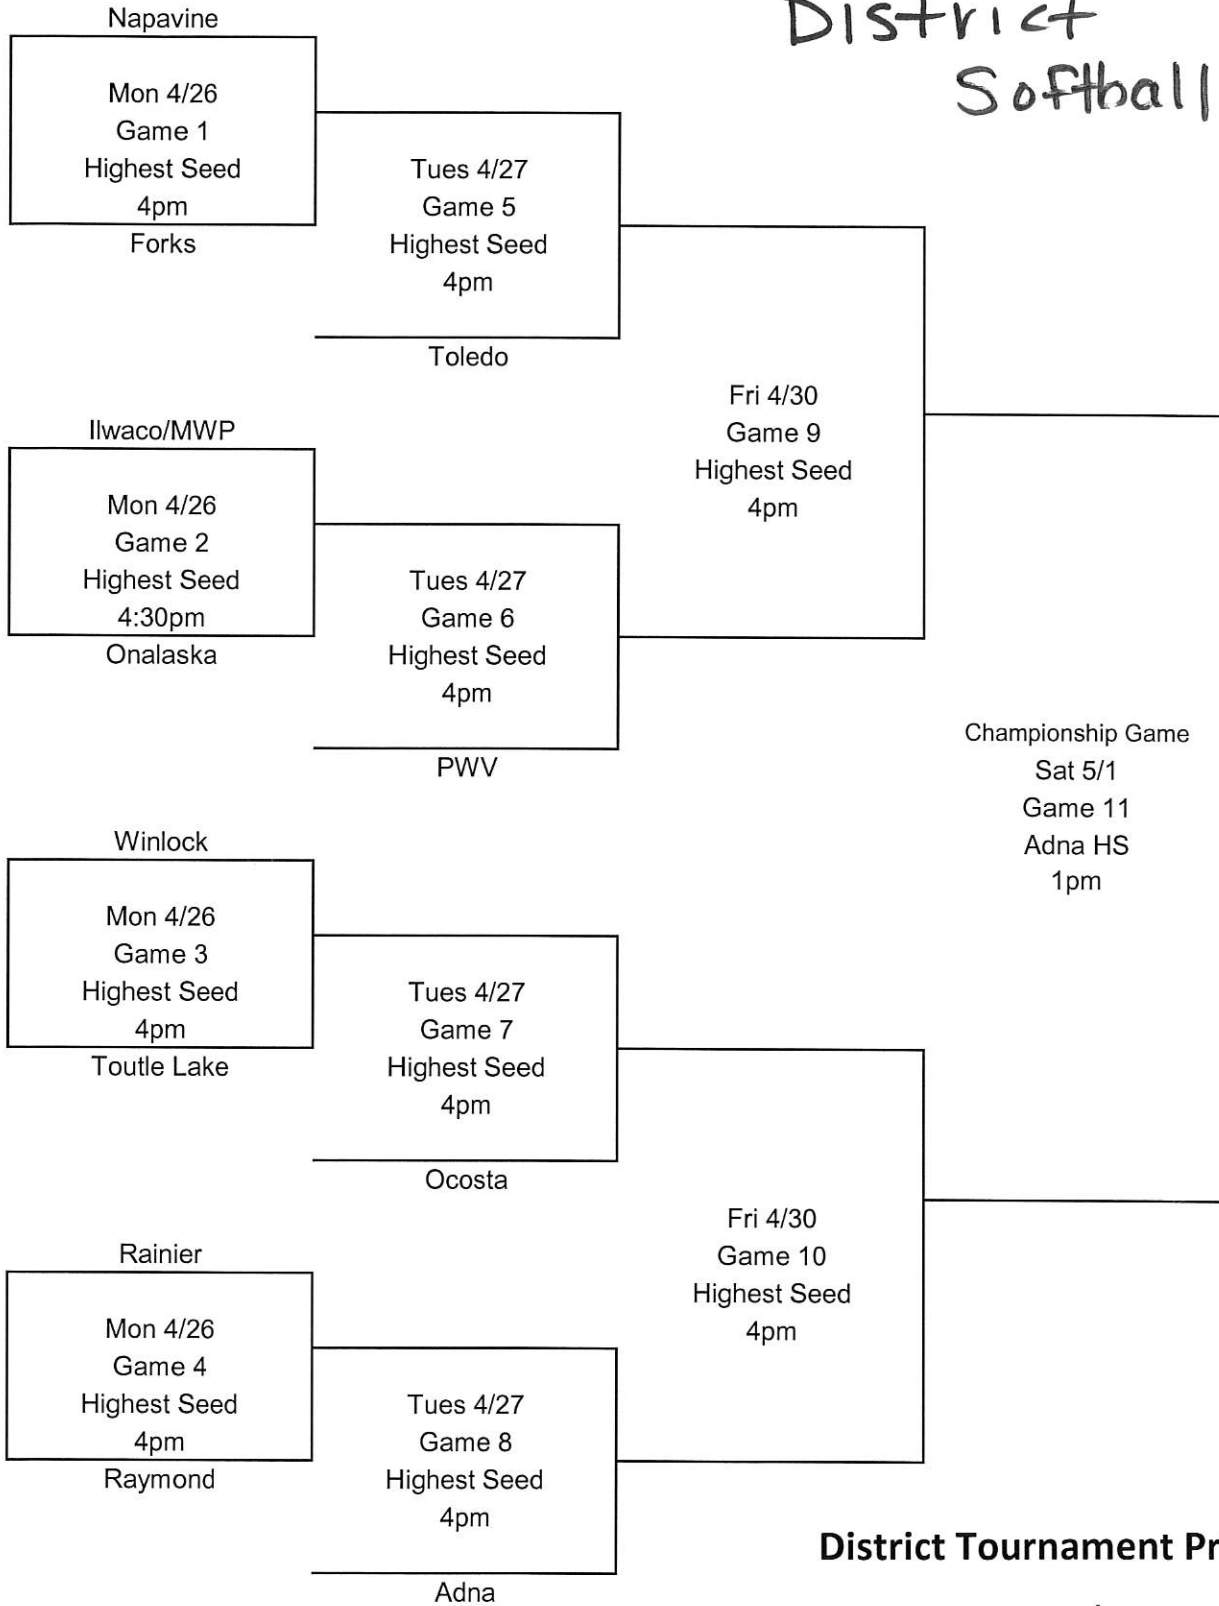 District
Softball
Napavine
Mon 4/26
Game 1
Highest Seed
4pm
Forks
Tues 4/27
Game 5
Highest Seed
4pm
Toledo
Ilwaco/MWP
Mon 4/26
Game 2
Highest Seed
4:30pm
Onalaska
Tues 4/27
Game 6
Highest Seed
4pm
PWV
Fri 4/30
Game 9
Highest Seed
4pm
Winlock
Mon 4/26
Game 3
Highest Seed
4pm
Toutle Lake
Tues 4/27
Game 7
Highest Seed
4pm
Ocosta
Rainier
Mon 4/26
Game 4
Highest Seed
4pm
Raymond
Tues 4/27
Game 8
Highest Seed
4pm
Adna
Fri 4/30
Game 10
Highest Seed
4pm
Championship Game
Sat 5/1
Game 11
Adna HS
1pm
District Tournament Pr